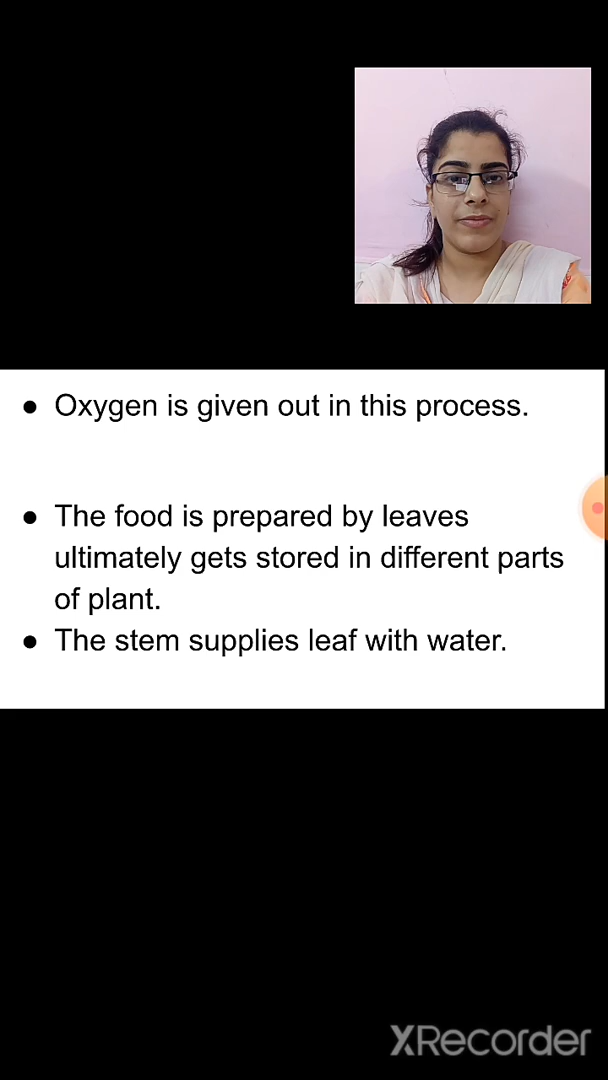 ● Oxygen is given out in this process.
● The food is prepared by leaves
ultimately gets stored in different parts
of plant.
● The stem supplies leaf with water.
XRecorder